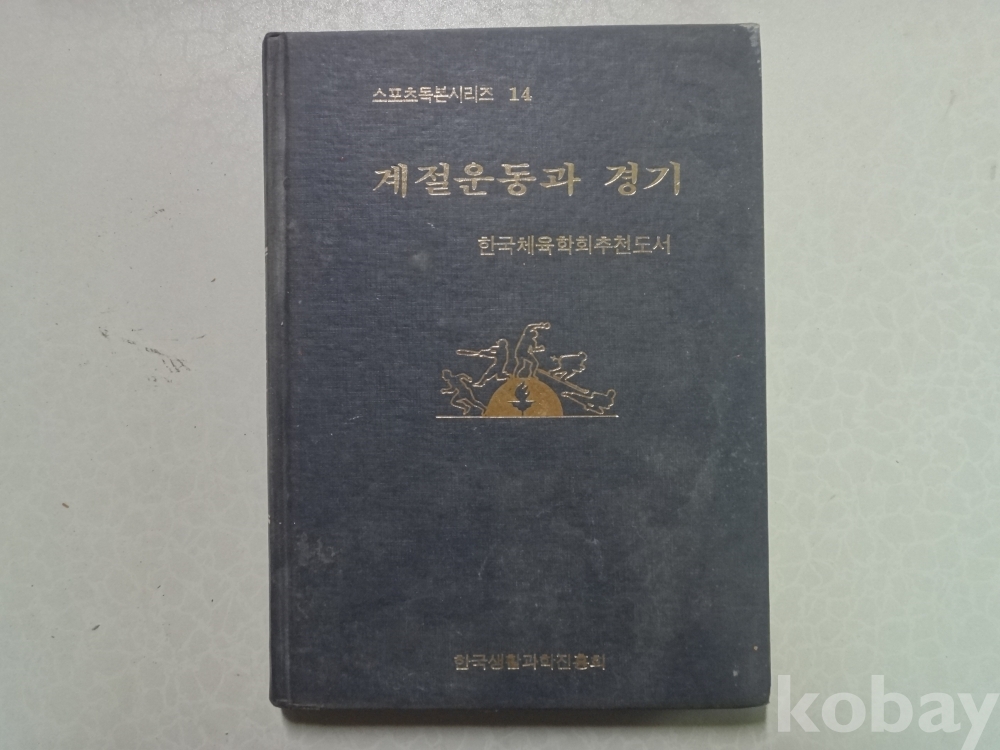 스포츠독본시리즈 14
계절운동과 경기
한국체육학회추천도서
한국생활과학진흥회
kobay